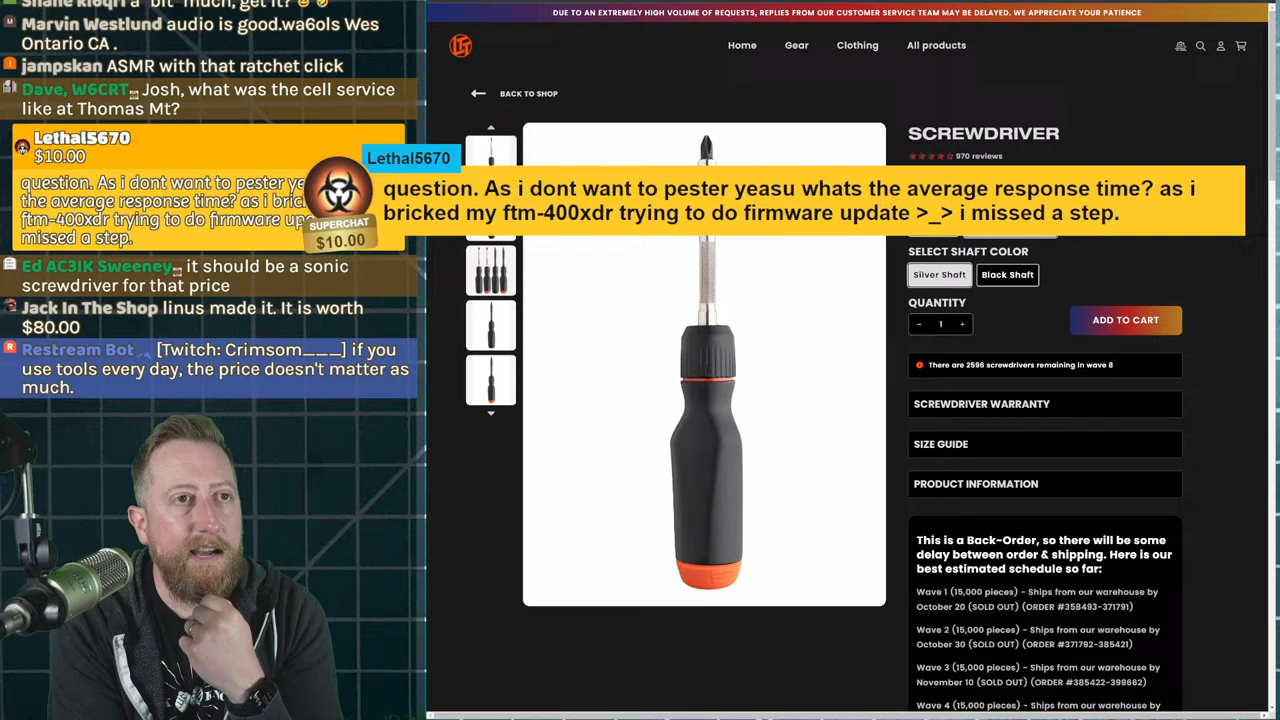 Shane ki6qrl a "bit" much, get it?
Marvin Westlund audio is good.wa6ols Wes
Ontario CA .
jampskan ASMR with that ratchet click
Dave, W6CRT Josh, what was the cell service
like at Thomas Mt?
Lethal5670
$10.00
question. As i dont want to pester ye
the average response time? as i b
ftm-400xdr trying to do firmware up
missed a step.
Ed AC3IK Sweeney it should be a sonic
screwdriver for that price
Jack In The Shop linus made it. It is worth
$80.00
Restream Bot [Twitch: Crimsom___] if you
use tools every day, the price doesn't matter as
much.
Lethal5670
question. As i dont want to pester yeasu whats the average response time? as i
bricked my ftm-400xdr trying to do firmware update >_> i missed a step.
SUPERCHAT
$10.00
DUE TO AN EXTREMELY HIGH VOLUME OF REQUESTS, REPLIES FROM OUR CUSTOMER SERVICE TEAM MAY BE DELAYED. WE APPRECIATE YOUR PATIENCE
LTT
Home Gear Clothing All products
BACK TO SHOP
SCREWDRIVER
970 reviews
SELECT SHAFT COLOR
Silver Shaft Black Shaft
QUANTITY
- 1 +
ADD TO CART
There are 2596 screwdrivers remaining in wave 8
SCREWDRIVER WARRANTY
SIZE GUIDE
PRODUCT INFORMATION
This is a Back-Order, so there will be some
delay between order & shipping. Here is our
best estimated schedule so far:
Wave 1 (15,000 pieces) - Ships from our warehouse by
October 20 (SOLD OUT) (ORDER #358493-371791)
Wave 2 (15,000 pieces) - Ships from our warehouse by
October 30 (SOLD OUT) (ORDER #371792-385421)
Wave 3 (15,000 pieces) - Ships from our warehouse by
November 10 (SOLD OUT) (ORDER #385422-399662)
Wave 4 (15,000 pieces) - Ships from our warehouse by